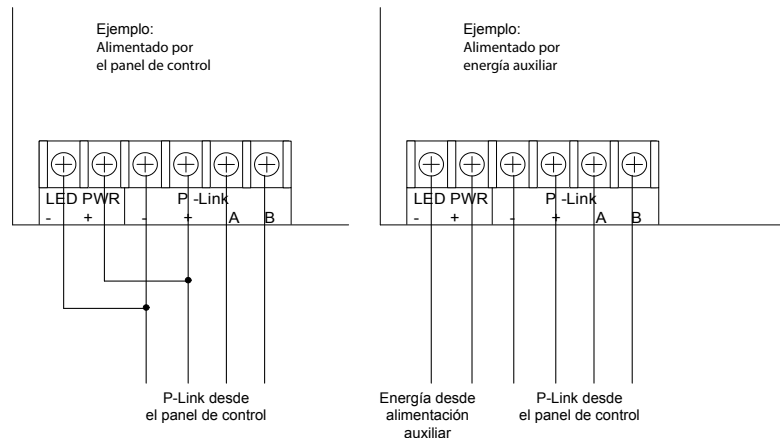 Ejemplo:
Alimentado por
el panel de control
LED PWR
P -Link
- + - + A B
P-Link desde
el panel de control
Ejemplo:
Alimentado por
energía auxiliar
LED PWR
P -Link
- + - + A B
Energía desde
alimentación
auxiliar
P-Link desde
el panel de control